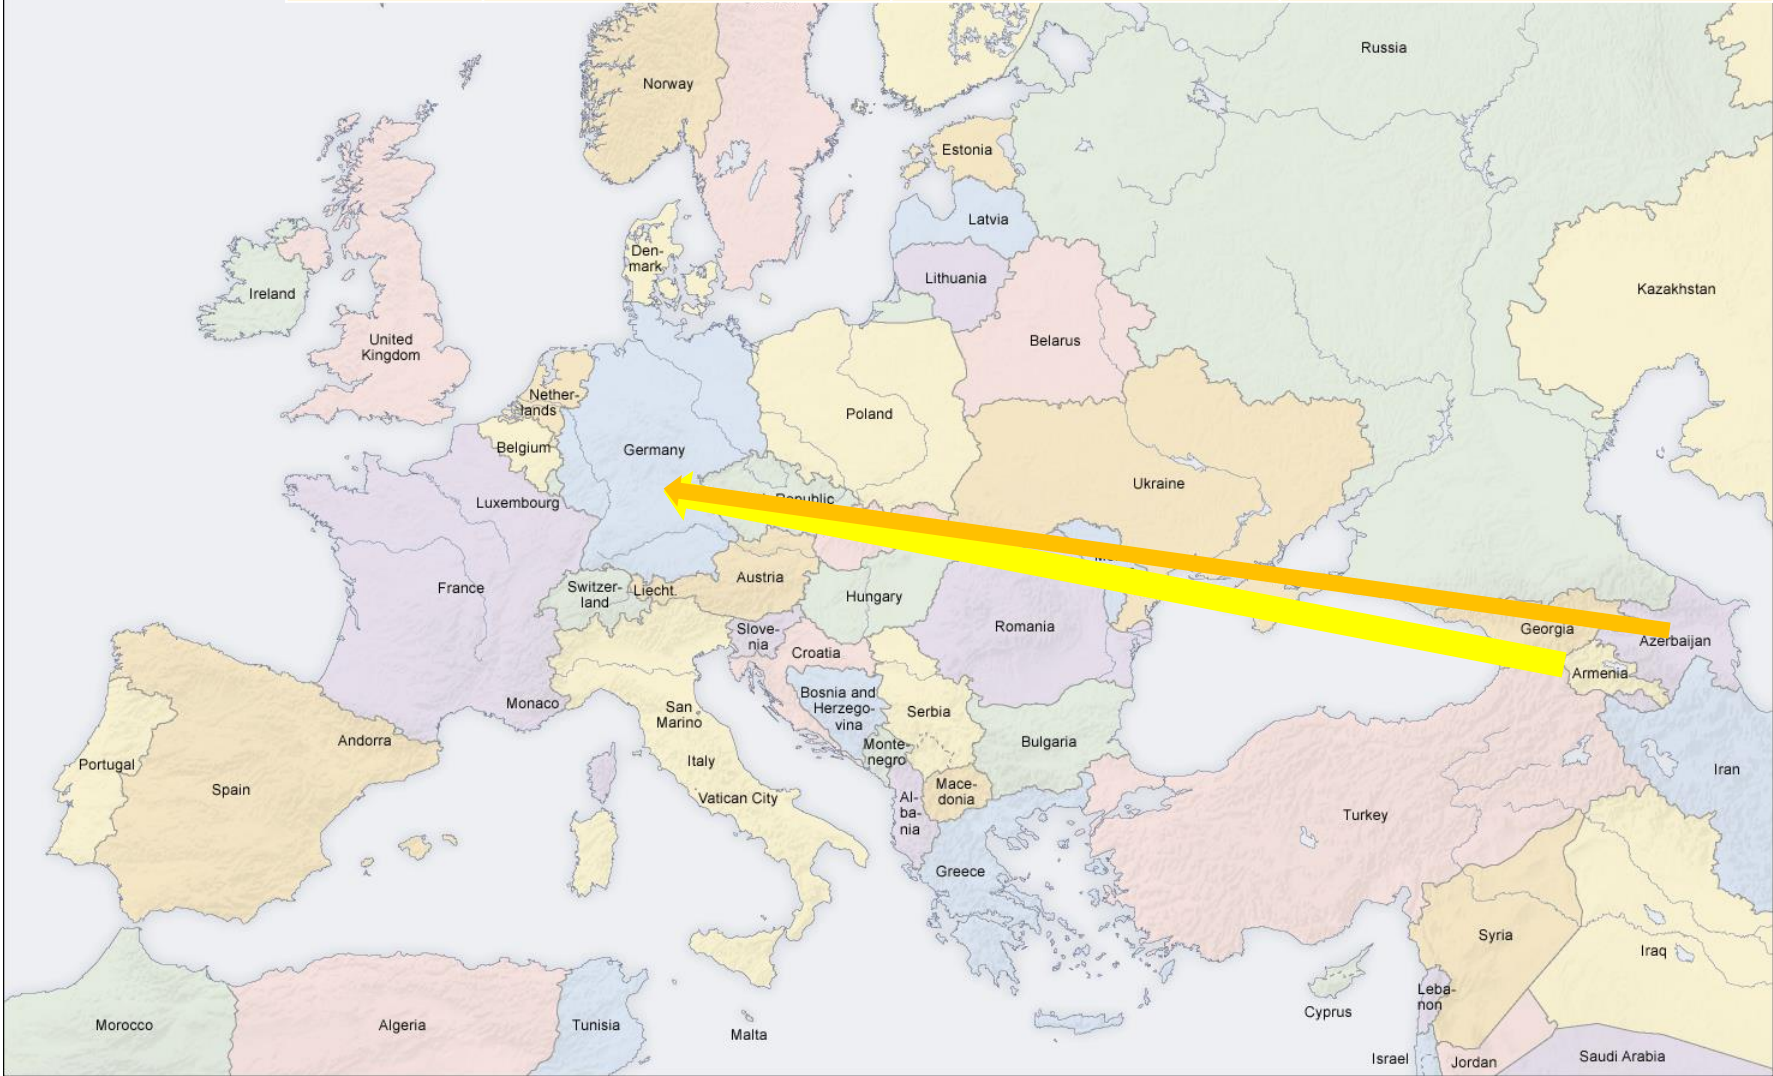 Russia
Norway
Estonia
Latvia
Den-
mark
Lithuania
Ireland
Kazakhstan
United
Kingdom
Belarus
Nether-
lands
Poland
Belgium
Germany
Ukraine
Republic
Luxembourg
Austria
Switzer-
land
Liecht.
France
Hungary
Romania
Georgia
Azerbaijan
Slove-
nia
Croatia
Armenia
Bosnia and
Herzego-
vina
Monaco
San
Marino
Serbia
Andorra
Monte-
negro
Bulgaria
Portugal
Italy
Iran
Spain
Vatican City
Mace-
donia
Al-
ba-
nia
Turkey
Greece
Syria
Iraq
Leba-
non
Cyprus
Morocco
Algeria
Tunisia
Malta
Israel
Jordan
Saudi Arabia